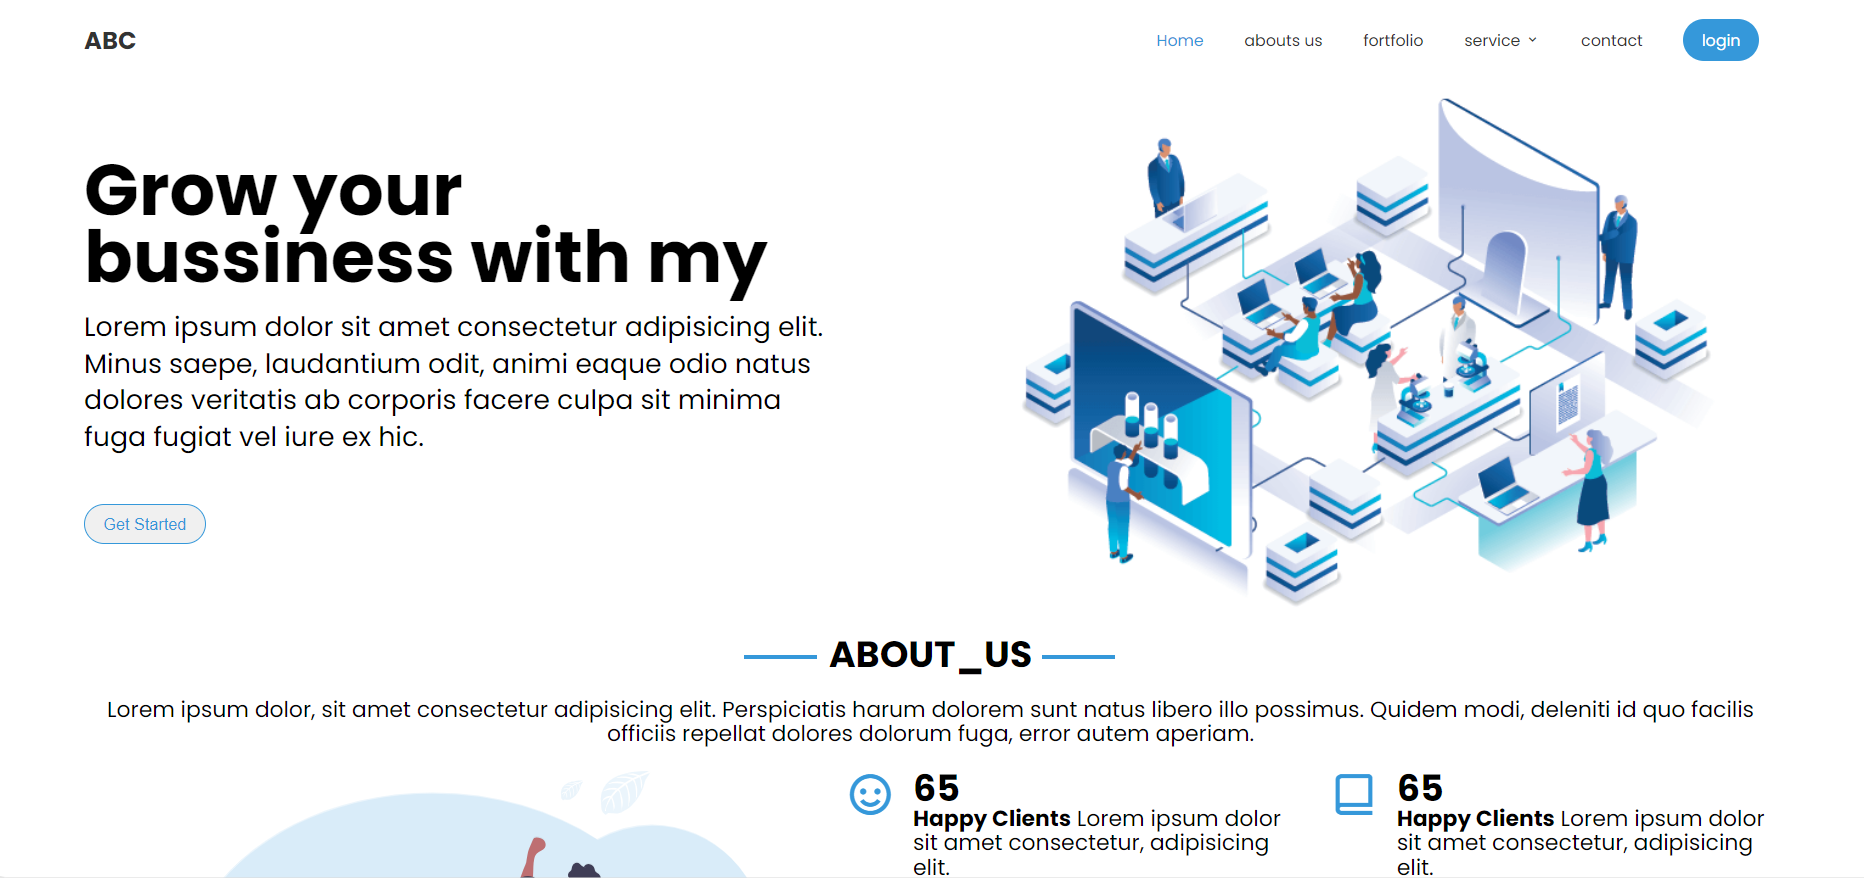 ABC
Home abouts us fortfolio service contact login
Grow your
bussiness with my
Lorem ipsum dolor sit amet consectetur adipisicing elit.
Minus saepe, laudantium odit, animi eaque odio natus
dolores veritatis ab corporis facere culpa sit minima
fuga fugiat vel iure ex hic.
Get Started
ABOUT_US
Lorem ipsum dolor, sit amet consectetur adipisicing elit. Perspiciatis harum dolorem sunt natus libero illo possimus. Quidem modi, deleniti id quo facilis
officiis repellat dolores dolorum fuga, error autem aperiam.
65
Happy Clients Lorem ipsum dolor
sit amet consectetur, adipisicing
elit.
65
Happy Clients Lorem ipsum dolor
sit amet consectetur, adipisicing
elit.